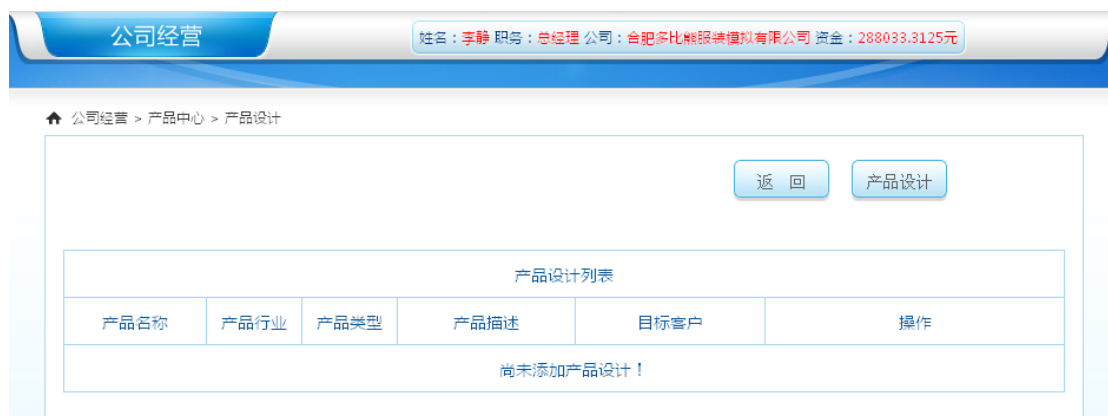 公司经营
姓名：李静 职务：总经理 公司：合肥多比熊服装模拟有限公司 资金：288033.3125元
公司经营 > 产品中心 > 产品设计
返 回 产品设计
产品设计列表
产品名称 产品行业 产品类型 产品描述 目标客户 操作
尚未添加产品设计！